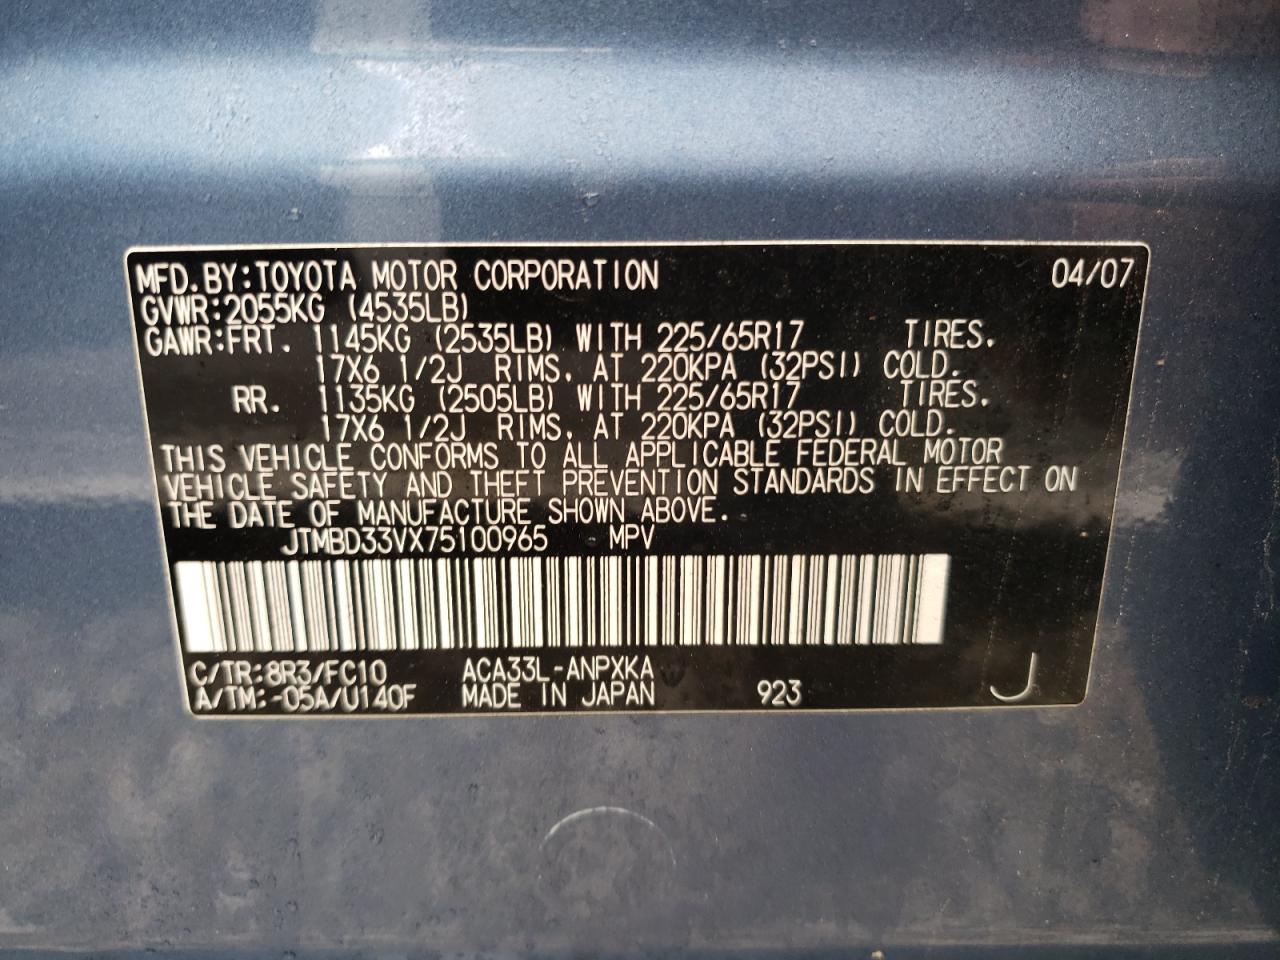 MFD.BY:TOYOTA MOTOR CORPORATION 04/07
GVWR:2055KG (4535LB)
GAWR:FRT. 1145KG (2535LB) WITH 225/65R17 TIRES.
17X6 1/2J RIMS, AT 220KPA (32PSI) COLD.
RR. 1135KG (2505LB) WITH 225/65R17 TIRES.
17X6 1/2J RIMS, AT 220KPA (32PSI) COLD.
THIS VEHICLE CONFORMS TO ALL APPLICABLE FEDERAL MOTOR
VEHICLE SAFETY AND THEFT PREVENTION STANDARDS IN EFFECT ON
THE DATE OF MANUFACTURE SHOWN ABOVE.
JTMBD33VX75100965 MPV
C/TR:8R3/FC10 ACA33L-ANPXKA
A/TM:-05A/U140F MADE IN JAPAN 923 J